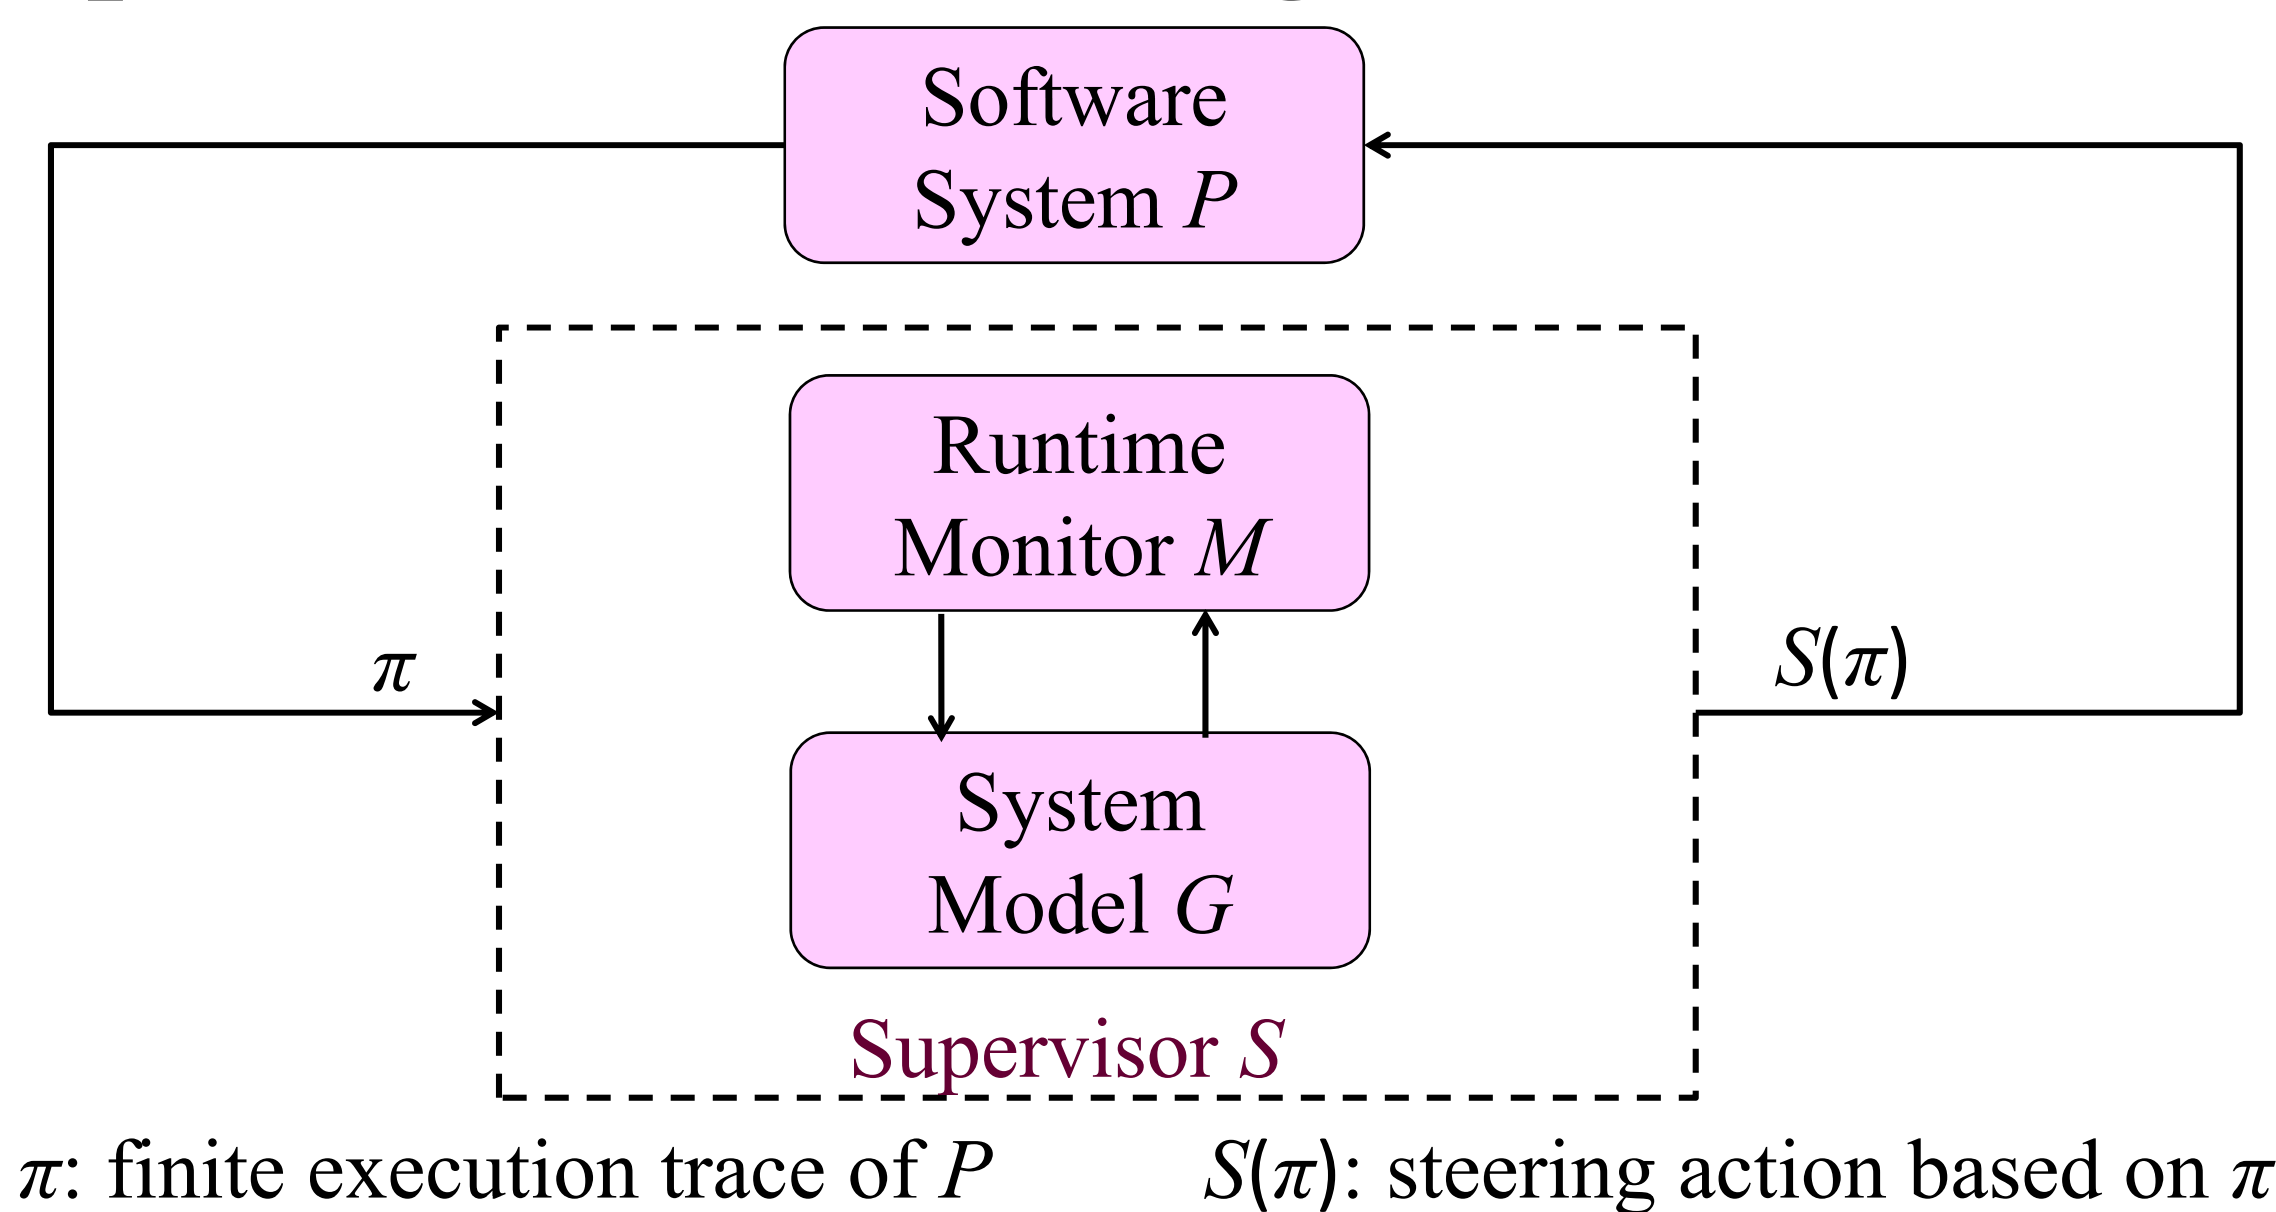 Software
System P
Runtime
Monitor M
π
S(π)
System
Model G
Supervisor S
π: finite execution trace of P
S(π): steering action based on π